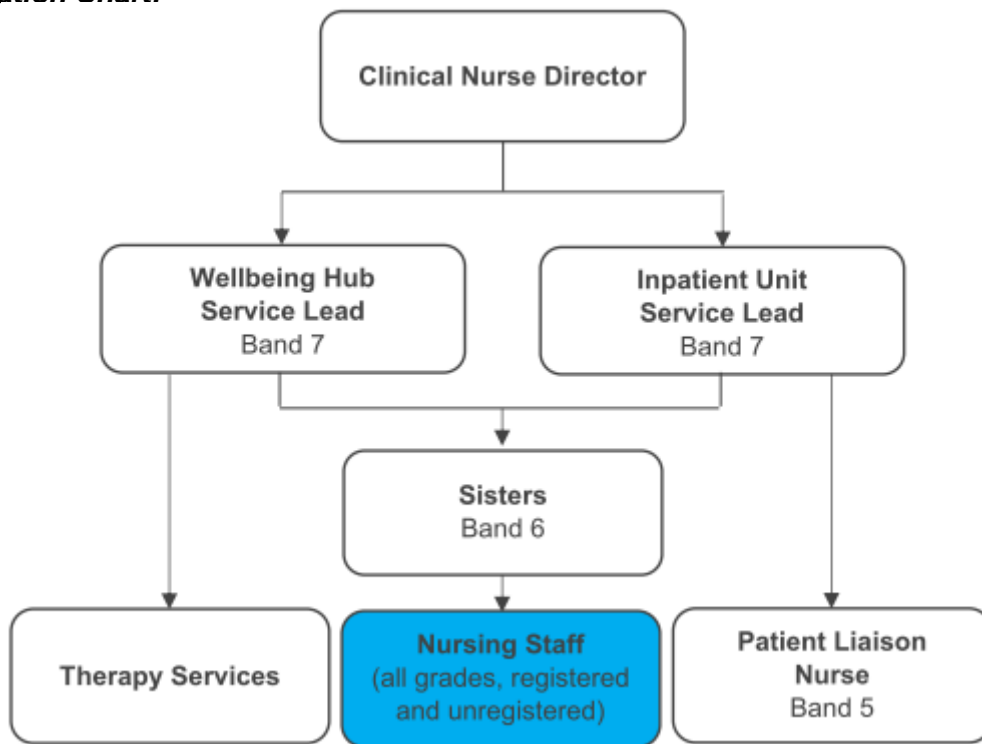 Clinical Nurse Director
Wellbeing Hub
Service Lead
Band 7
Inpatient Unit
Service Lead
Band 7
Sisters
Band 6
Therapy Services
Nursing Staff
(all grades, registered
and unregistered)
Patient Liaison
Nurse
Band 5